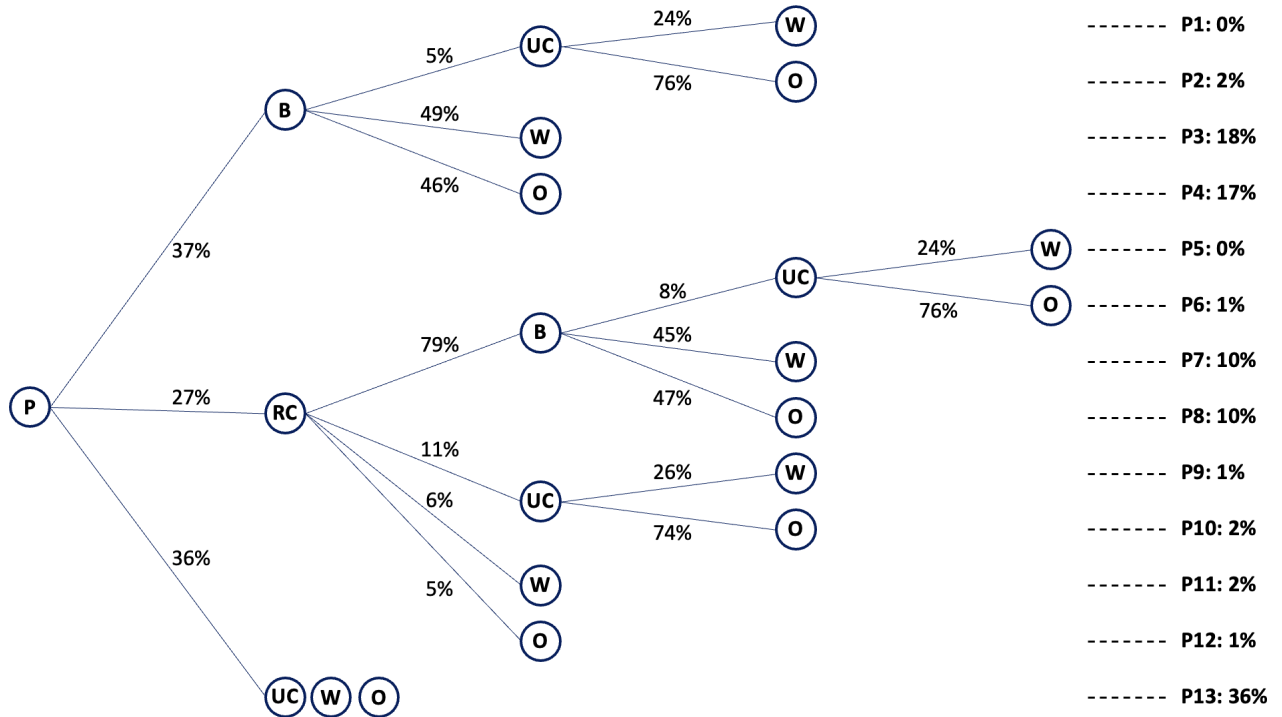 24% W P1: 0%
5% UC
76% O P2: 2%
B 49% W P3: 18%
46% O P4: 17%
37% 24% W P5: 0%
8% UC
76% O P6: 1%
79% B 45% W P7: 10%
47% O P8: 10%
P 27% RC
11% 26% W P9: 1%
6% UC
74% O P10: 2%
36% 5% W P11: 2%
O P12: 1%
UC W O P13: 36%